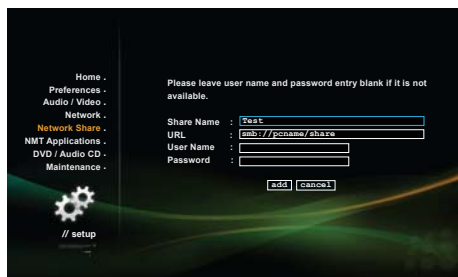 Home .
Preferences .
Audio / Video .
Network .
Network Share .
NMT Applications .
DVD / Audio CD .
Maintenance .
// setup
Please leave user name and password entry blank if it is not
available.
Share Name : Test
URL : smb://pcname/share
User Name :
Password :
add cancel